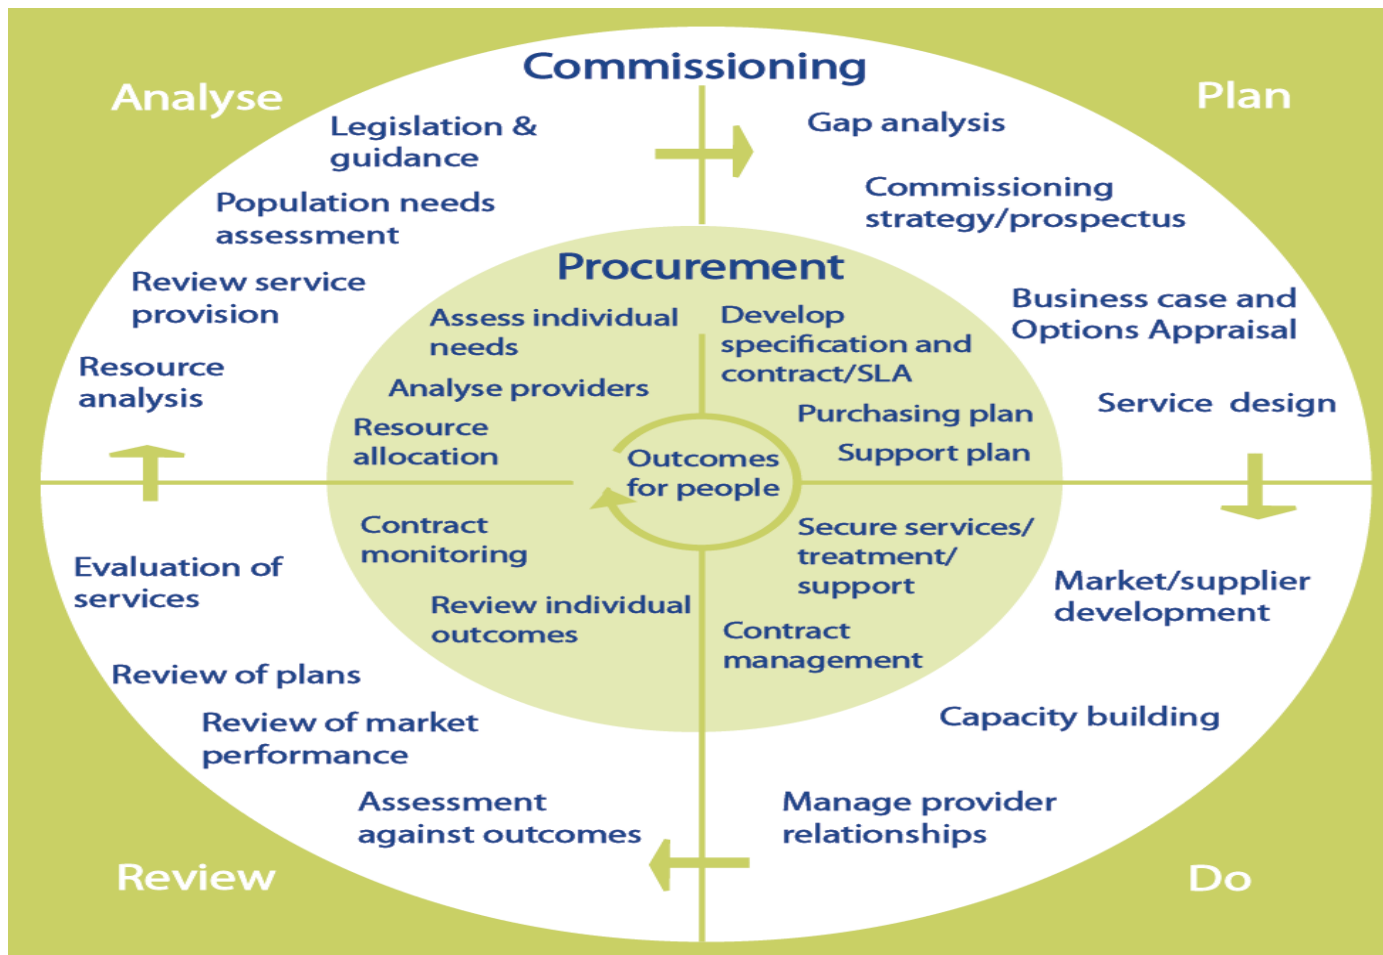 Commissioning
Analyse
Legislation &
guidance
Population needs
assessment
Review service
provision
Resource
analysis
Plan
Gap analysis
Commissioning
strategy/prospectus
Business case and
Options Appraisal
Service design
Procurement
Assess individual
needs
Analyse providers
Resource
allocation
Develop
specification and
contract/SLA
Purchasing plan
Support plan
Outcomes
for people
Contract
monitoring
Review individual
outcomes
Secure services/
treatment/
support
Contract
management
Evaluation of
services
Review of plans
Review of market
performance
Assessment
against outcomes
Review
Market/supplier
development
Capacity building
Manage provider
relationships
Do